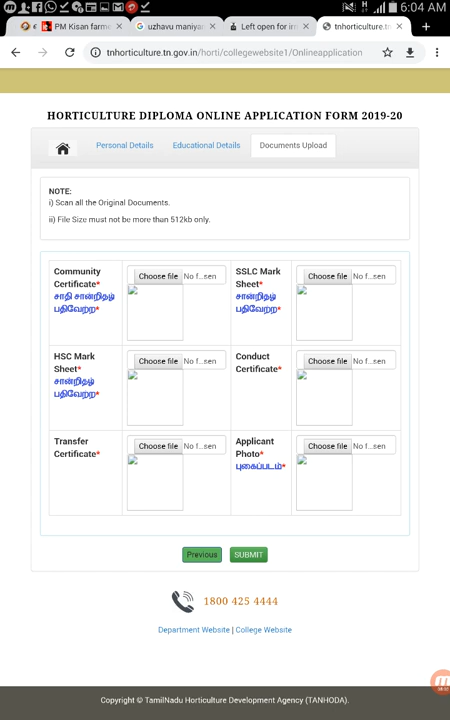 6:04 AM
PM Kisan farme
uzhavu maniyan
Left open for irri
tnhorticulture.tn
tnhorticulture.tn.gov.in/horti/collegewebsite1/Onlineapplication
HORTICULTURE DIPLOMA ONLINE APPLICATION FORM 2019-20
Personal Details Educational Details Documents Upload
NOTE:
i) Scan all the Original Documents.
ii) File Size must not be more than 512kb only.
Community Certificate*
சாதி சான்றிதழ்
பதிவேற்ற*
Choose file No f...sen
SSLC Mark Sheet*
சான்றிதழ்
பதிவேற்ற*
Choose file No f...sen
HSC Mark Sheet*
சான்றிதழ்
பதிவேற்ற*
Choose file No f...sen
Conduct Certificate*
Choose file No f...sen
Transfer Certificate*
Choose file No f...sen
Applicant Photo*
புகைப்படம்*
Choose file No f...sen
Previous SUBMIT
1800 425 4444
Department Website | College Website
Copyright © TamilNadu Horticulture Development Agency (TANHODA).